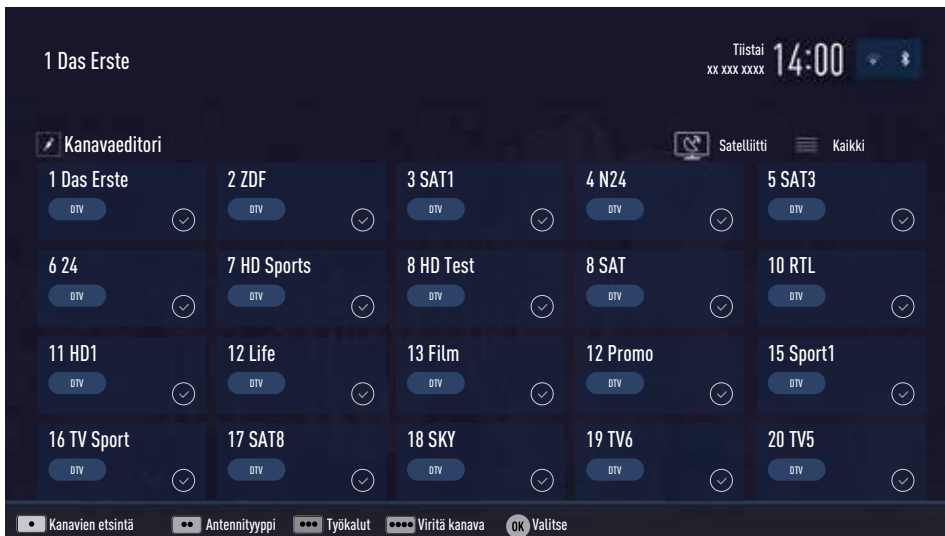 1 Das Erste
Tiistai
xx xxx xxxx
14:00
Kanavaeditori
Satelliitti
Kaikki
1 Das Erste
2 ZDF
3 SAT1
4 N24
5 SAT3
DTV
DTV
DTV
DTV
DTV
6 24
7 HD Sports
8 HD Test
8 SAT
10 RTL
DTV
DTV
DTV
DTV
DTV
11 HD1
12 Life
13 Film
12 Promo
15 Sport1
DTV
DTV
DTV
DTV
DTV
16 TV Sport
17 SAT8
18 SKY
19 TV6
20 TV5
DTV
DTV
DTV
DTV
DTV
Kanavien etsintä
Antennityyppi
Työkalut
Viritä kanava
OK Valitse